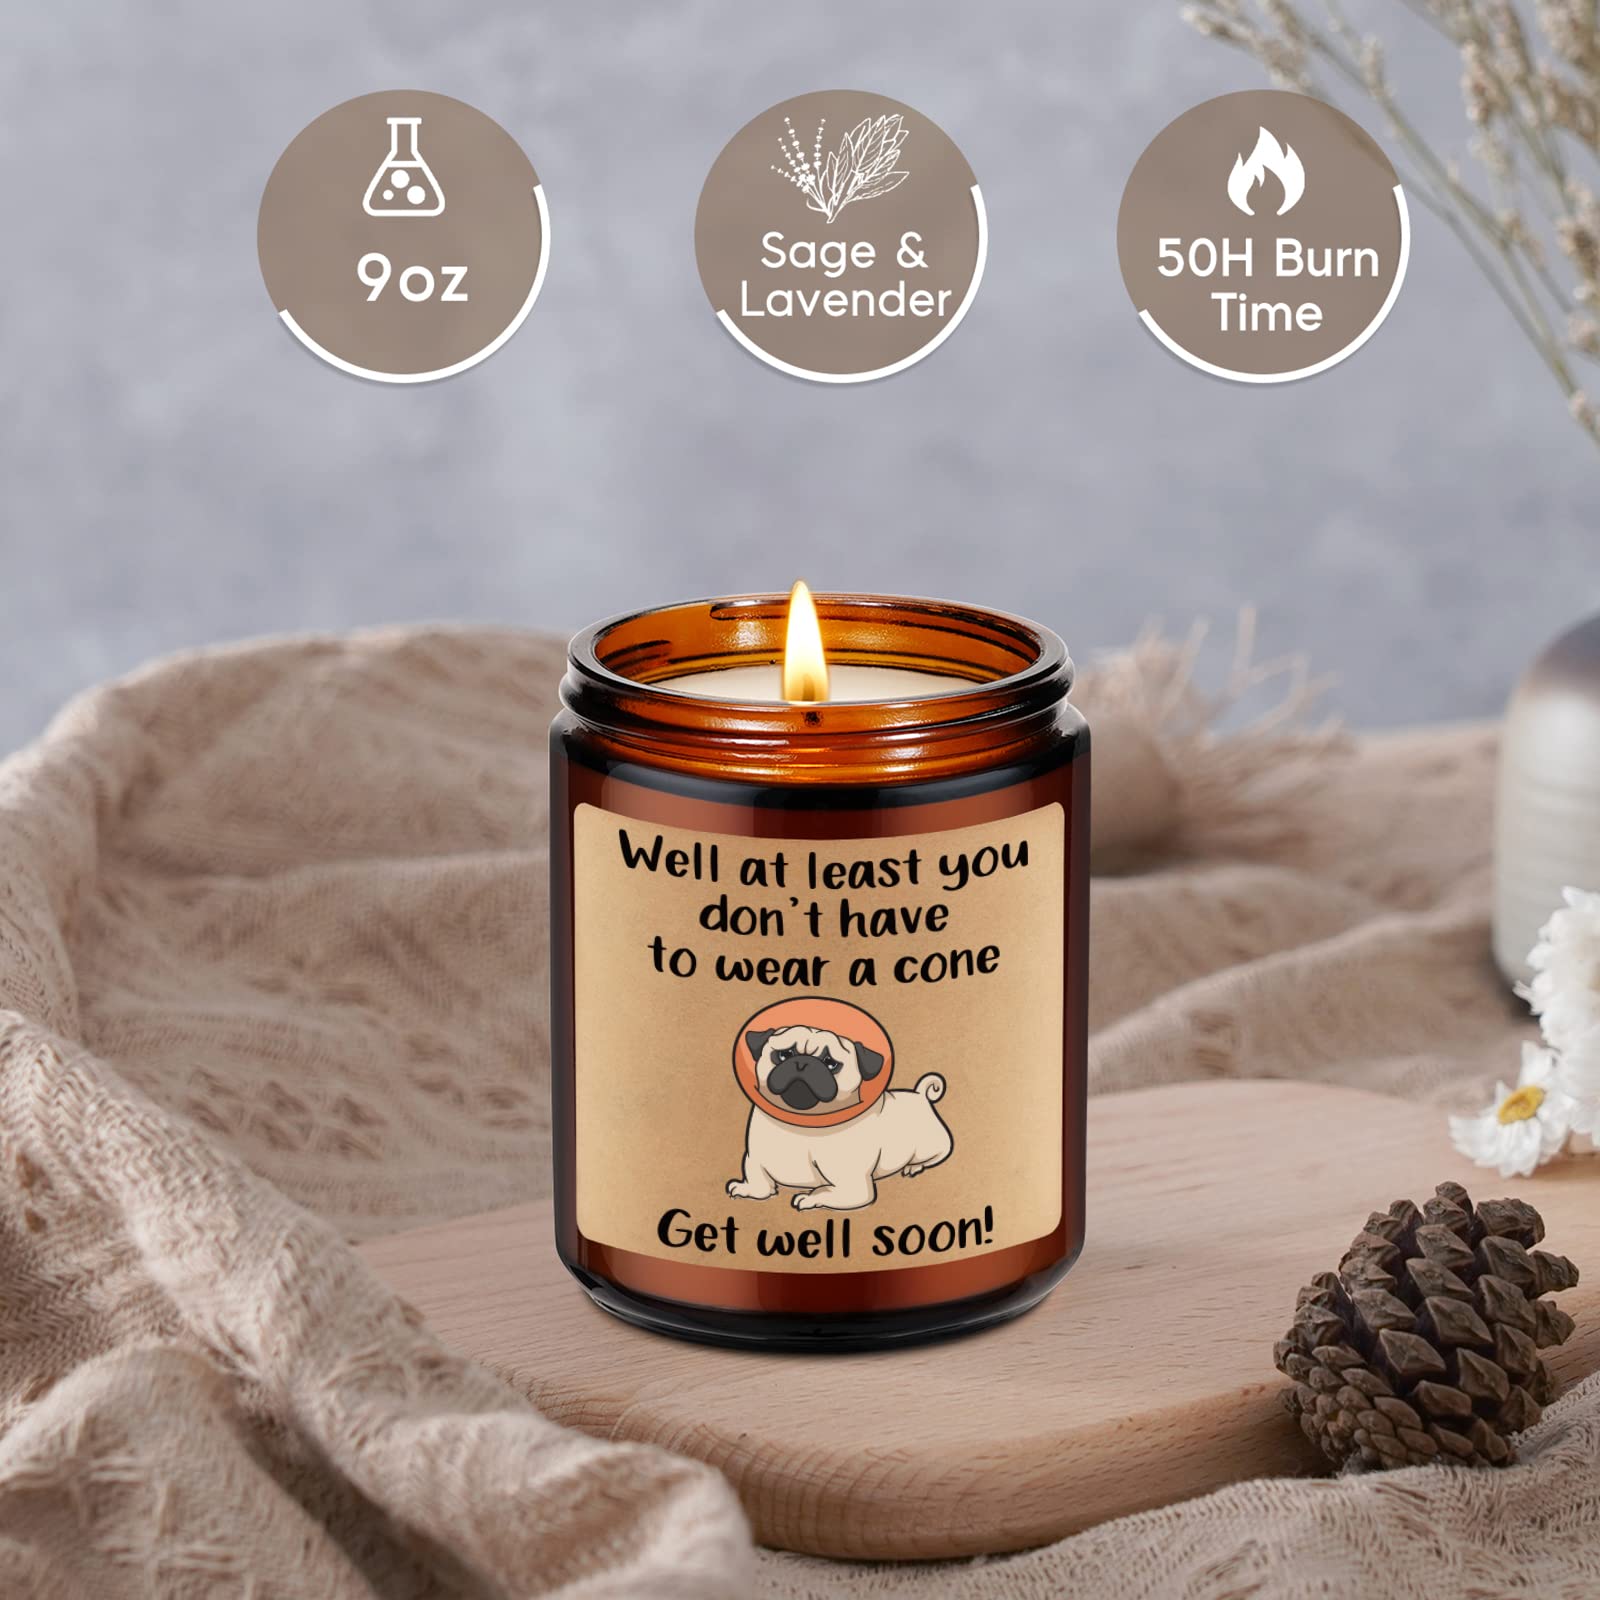 9oz
Sage &
Lavender
50H Burn
Time
Well at least you
don't have
to wear a cone
Get well soon!